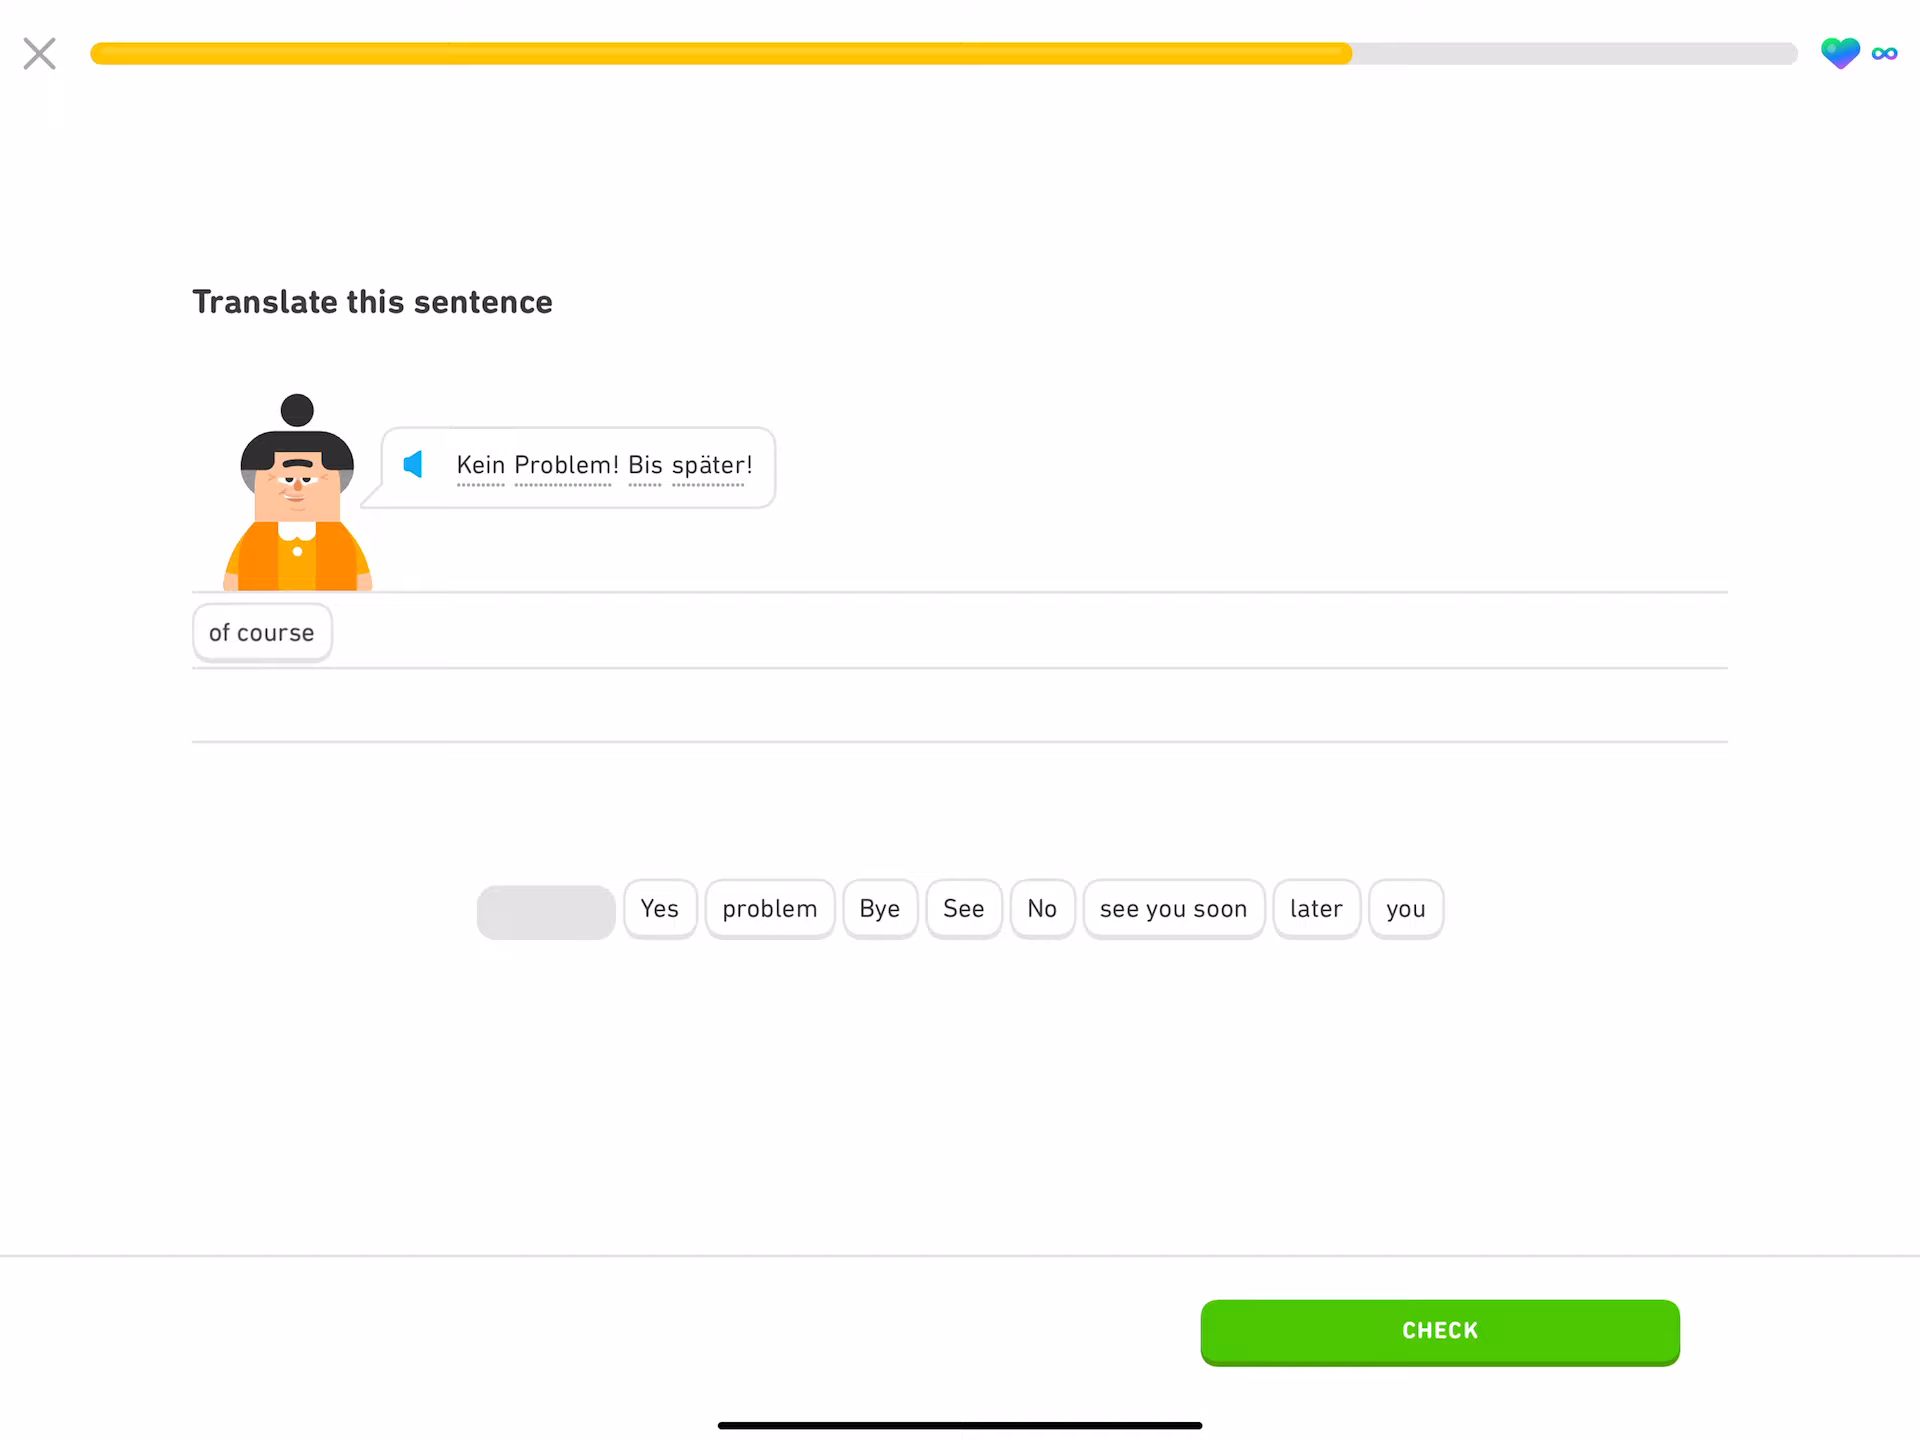 Translate this sentence
Kein Problem! Bis später!
of course
Yes problem Bye See No see you soon later you
CHECK